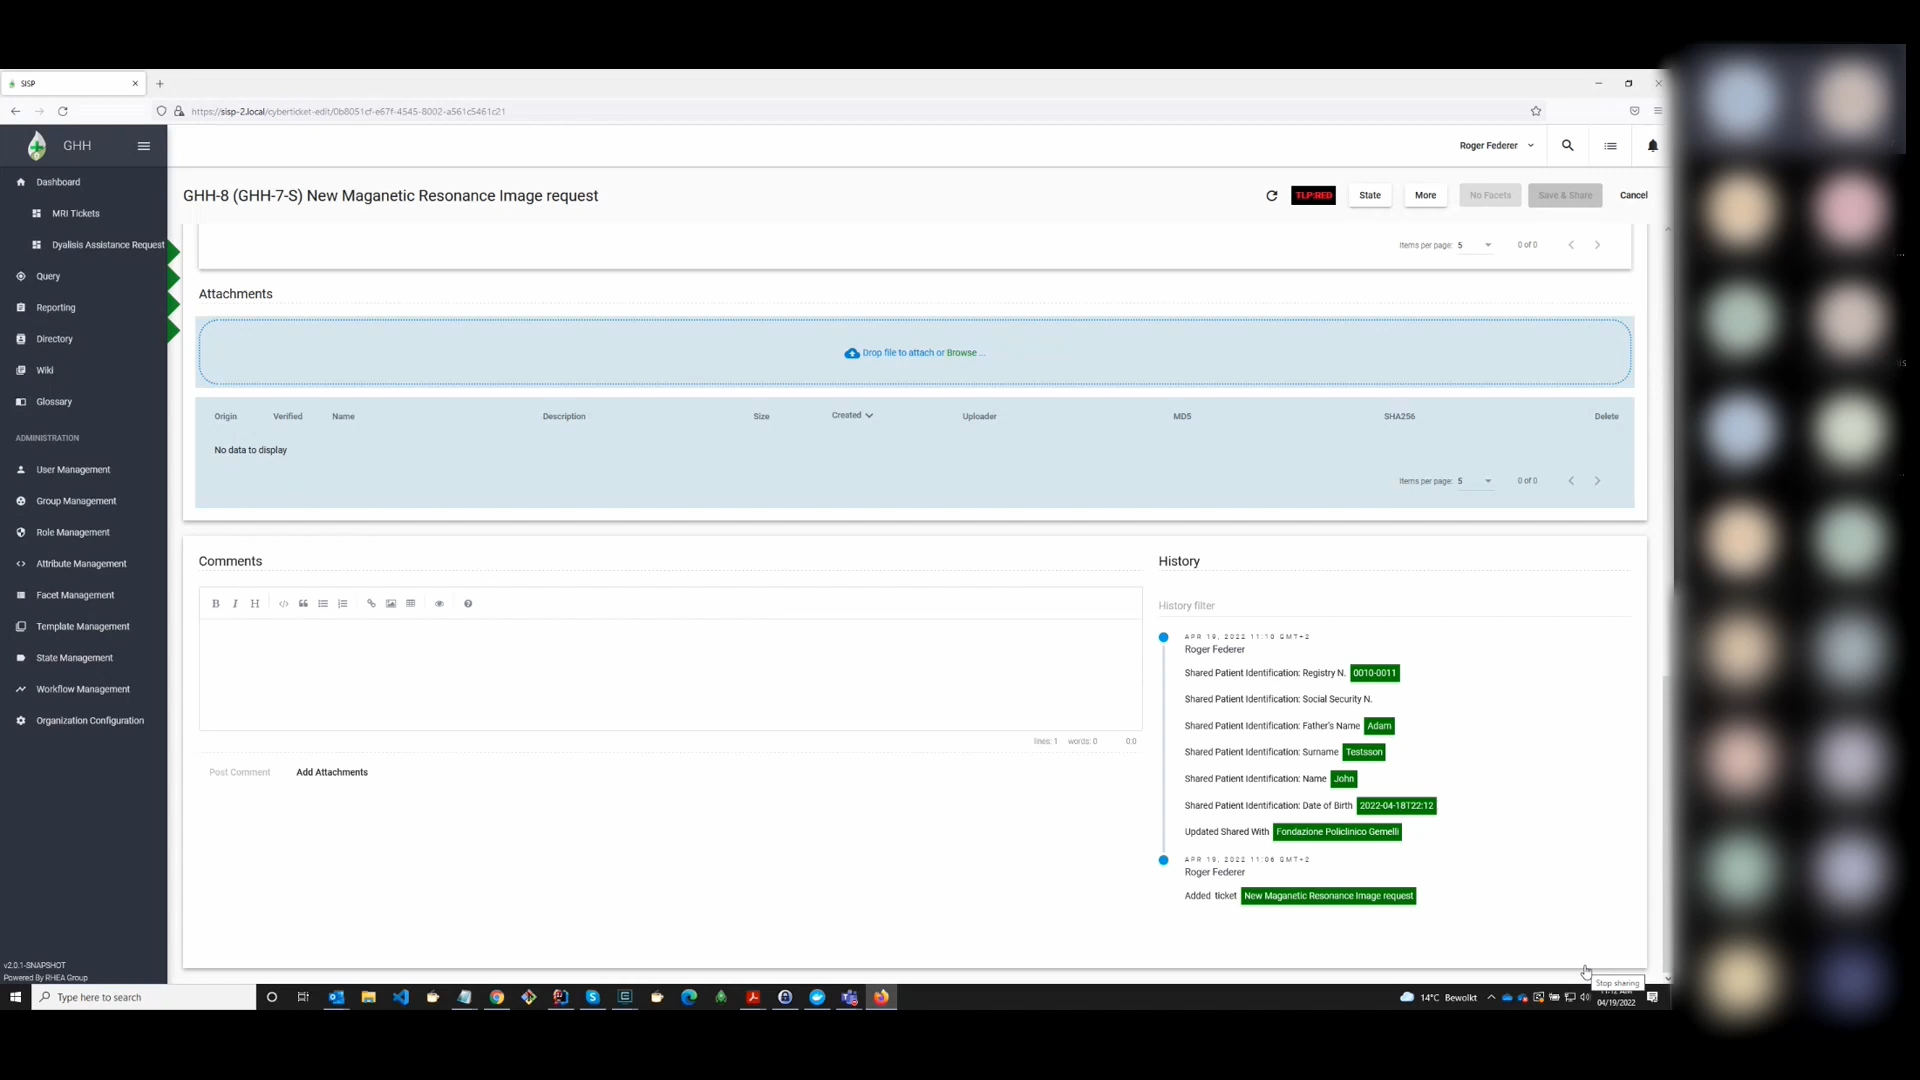 SISP
https://sisp-2.local/cyberticket-edit/0b8051cf-e67f-4545-8002-a561c5461c21
GHH
Roger Federer
Dashboard
MRI Tickets
Dyalisis Assistance Request
Query
Reporting
Directory
Wiki
Glossary
ADMINISTRATION
User Management
Group Management
Role Management
Attribute Management
Facet Management
Template Management
State Management
Workflow Management
Organization Configuration
v2.0.1-SNAPSHOT
Powered By RHEA Group
GHH-8 (GHH-7-S) New Maganetic Resonance Image request
TLP:RED
State
More
No Facets
Save & Share
Cancel
Items per page: 5 0 of 0
Attachments
Drop file to attach or Browse ...
Origin Verified Name Description Size Created Uploader MD5 SHA256 Delete
No data to display
Items per page: 5 0 of 0
Comments
B I H
lines: 1 words: 0 0:0
Post Comment Add Attachments
History
History filter
APR 19, 2022 11:10 GMT+2
Roger Federer
Shared Patient Identification: Registry N. 0010-0011
Shared Patient Identification: Social Security N.
Shared Patient Identification: Father's Name Adam
Shared Patient Identification: Surname Testsson
Shared Patient Identification: Name John
Shared Patient Identification: Date of Birth 2022-04-18T22:12
Updated Shared With Fondazione Policlinico Gemelli
APR 19, 2022 11:06 GMT+2
Roger Federer
Added ticket New Maganetic Resonance Image request
Stop sharing
Type here to search
14°C Bewolkt
04/19/2022